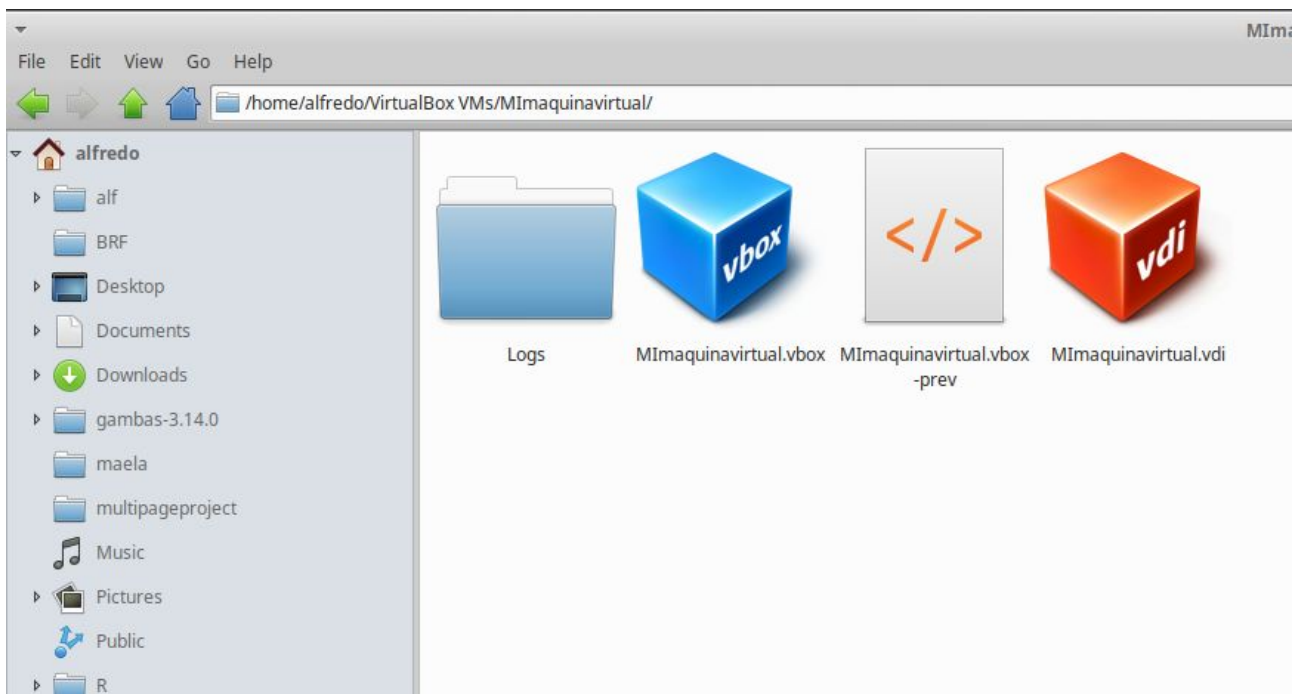 MIma
File Edit View Go Help
/home/alfredo/VirtualBox VMs/MImaquinavirtual/
alfredo
alf
BRF
Desktop
Documents
Downloads
gambas-3.14.0
maela
multipageproject
Music
Pictures
Public
R
vbox
</>
vdi
Logs
MImaquinavirtual.vbox
MImaquinavirtual.vbox
-prev
MImaquinavirtual.vdi